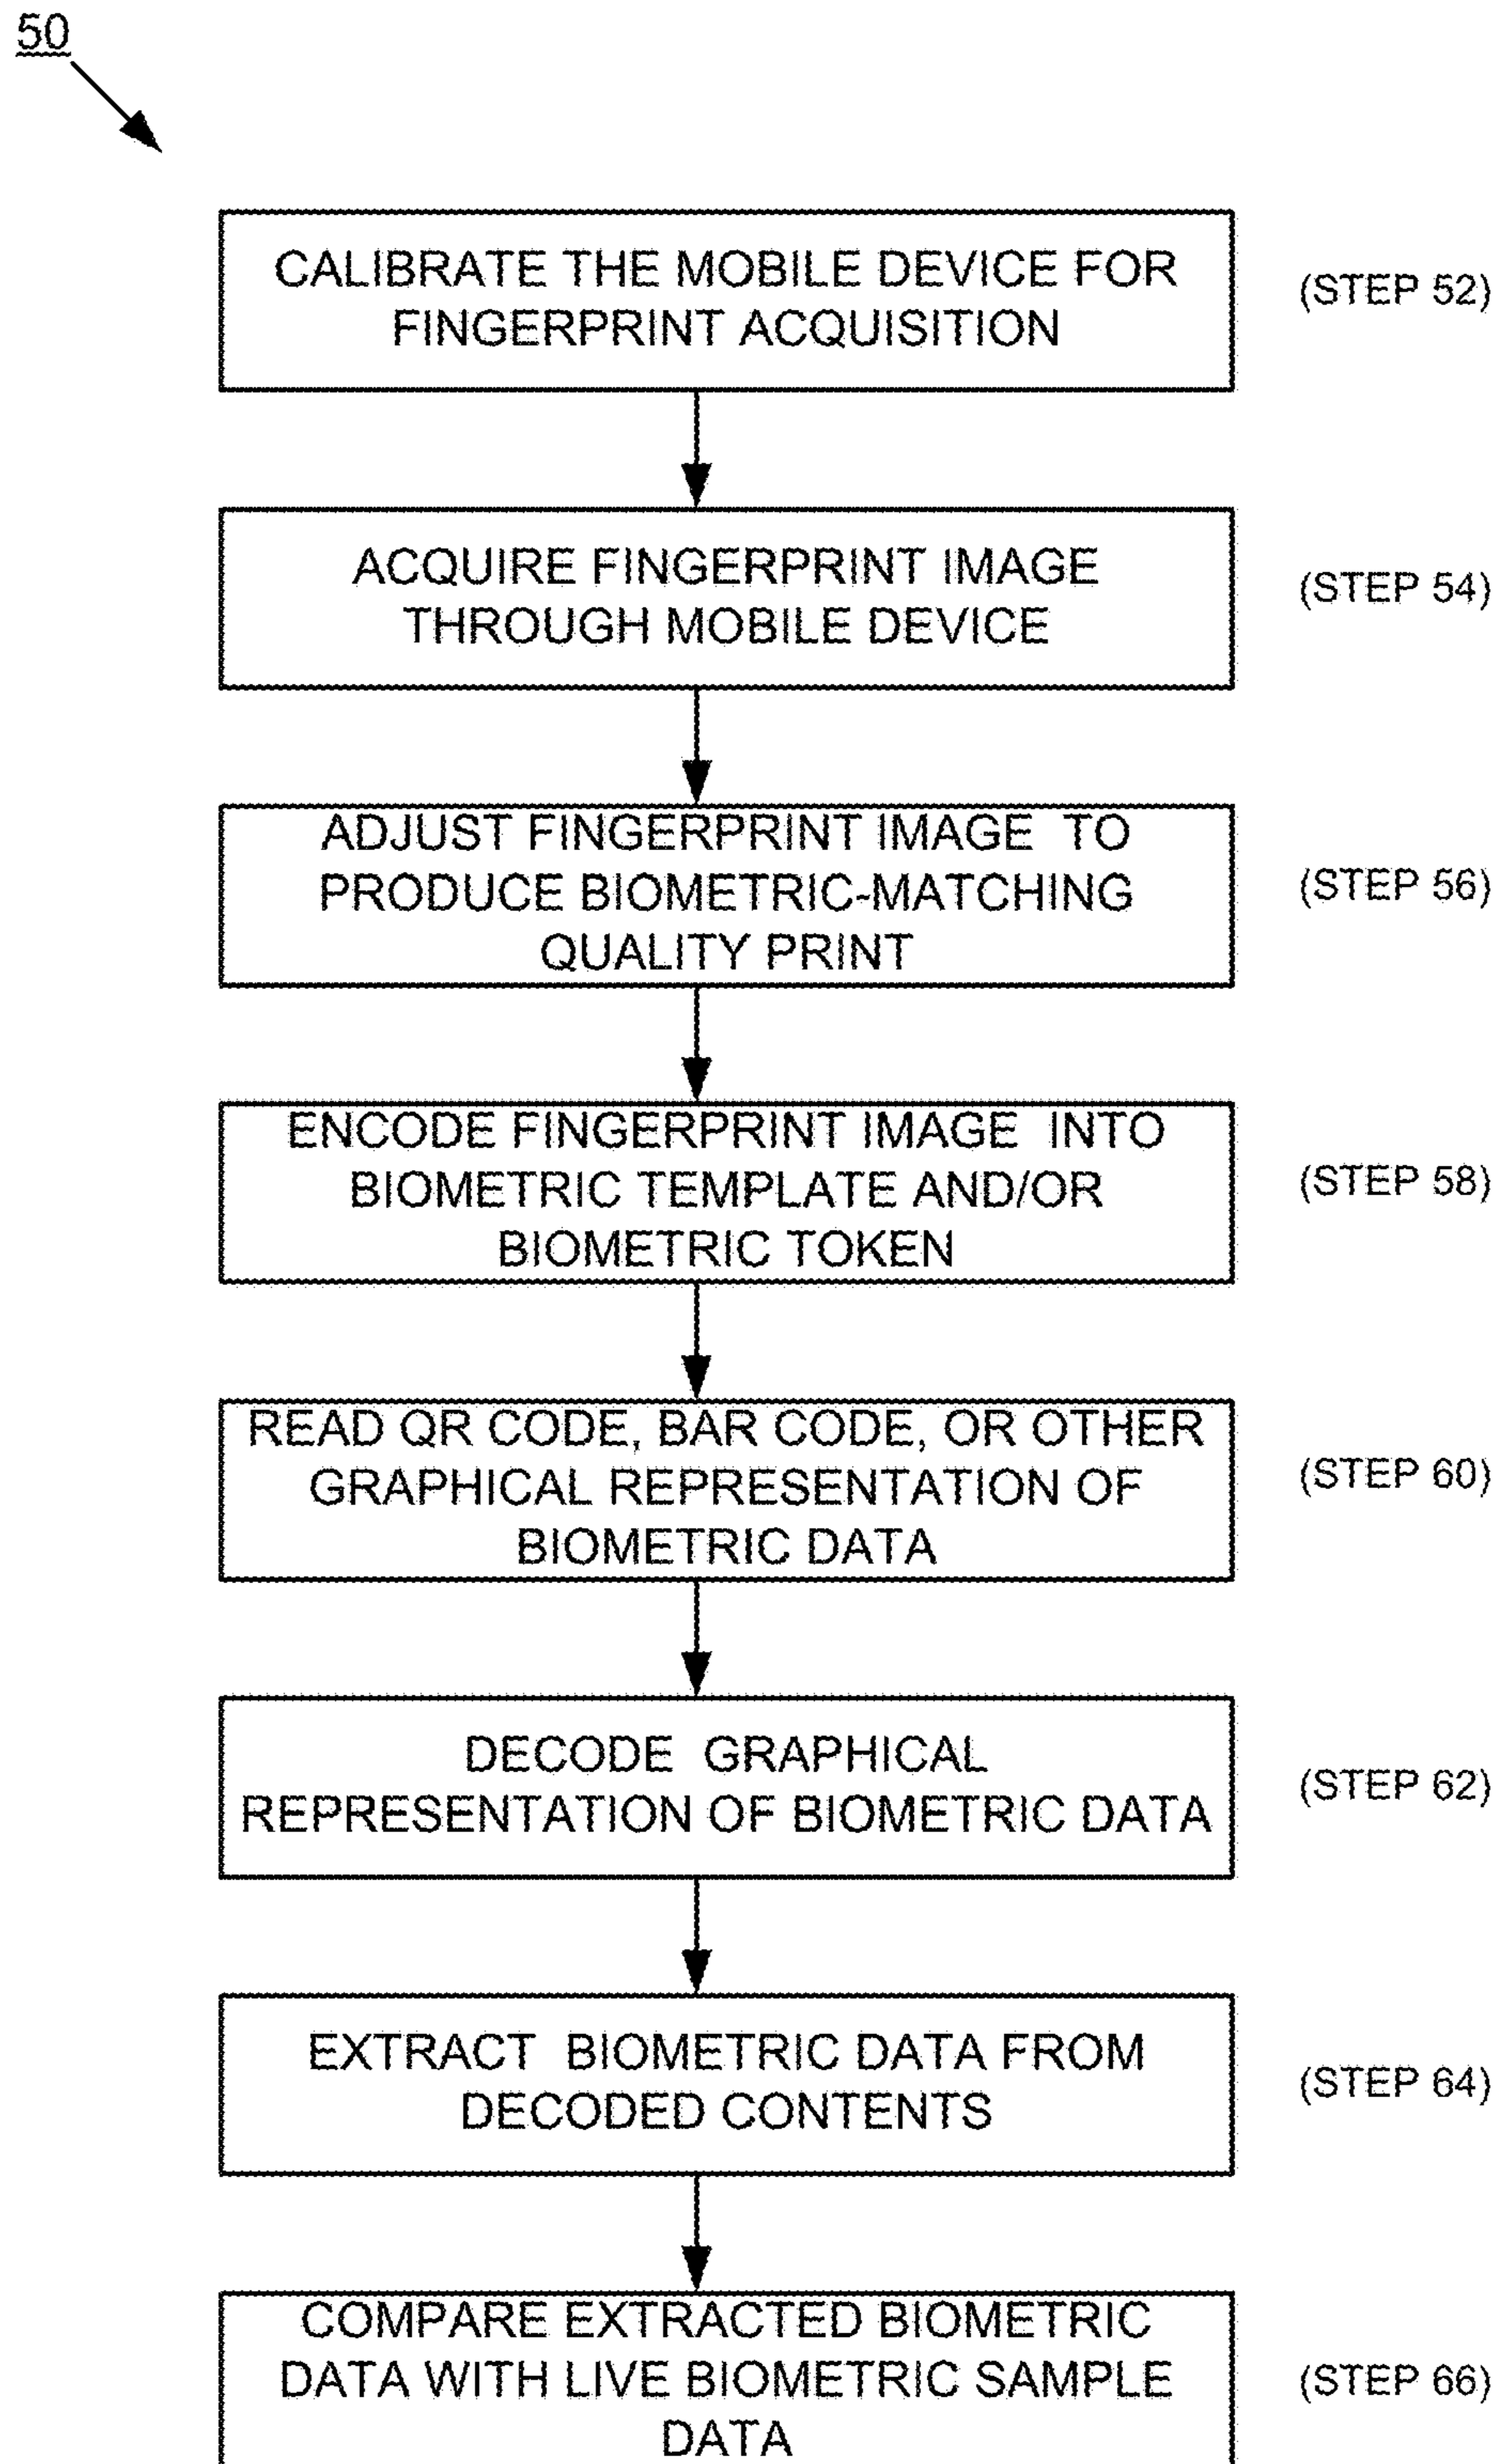 50
CALIBRATE THE MOBILE DEVICE FOR
FINGERPRINT ACQUISITION
(STEP 52)
ACQUIRE FINGERPRINT IMAGE
THROUGH MOBILE DEVICE
(STEP 54)
ADJUST FINGERPRINT IMAGE TO
PRODUCE BIOMETRIC-MATCHING
QUALITY PRINT
(STEP 56)
ENCODE FINGERPRINT IMAGE INTO
BIOMETRIC TEMPLATE AND/OR
BIOMETRIC TOKEN
(STEP 58)
READ QR CODE, BAR CODE, OR OTHER
GRAPHICAL REPRESENTATION OF
BIOMETRIC DATA
(STEP 60)
DECODE GRAPHICAL
REPRESENTATION OF BIOMETRIC DATA
(STEP 62)
EXTRACT BIOMETRIC DATA FROM
DECODED CONTENTS
(STEP 64)
COMPARE EXTRACTED BIOMETRIC
DATA WITH LIVE BIOMETRIC SAMPLE
DATA
(STEP 66)